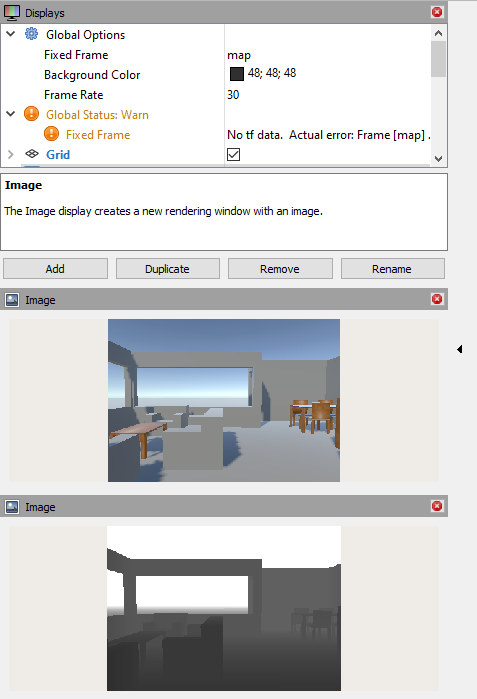 Displays
Global Options
Fixed Frame map
Background Color 48; 48; 48
Frame Rate 30
Global Status: Warn
Fixed Frame No tf data. Actual error: Frame [map] .
Grid
Image
The Image display creates a new rendering window with an image.
Add Duplicate Remove Rename
Image
Image